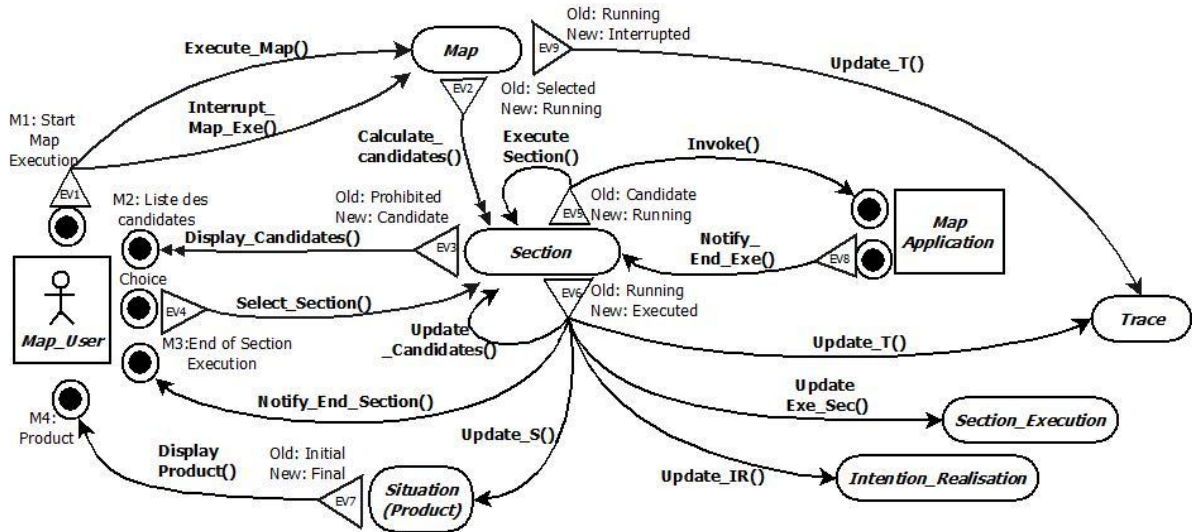 Execute_Map()
Map
EV9
Old: Running
New: Interrupted
Update_T()
Interrupt_
Map_Exe()
EV2
Old: Selected
New: Running
M1: Start
Map
Execution
EV1
Calculate_
candidates()
Execute
Section()
Invoke()
M2: Liste des
candidates
Old: Prohibited
New: Candidate
EV5
Old: Candidate
New: Running
Map
Application
Display_Candidates()
EV3
Section
Notify_
End_Exe()
EV8
Choice
EV4
Select_Section()
EV6
Old: Running
New: Executed
Map_User
Update
_Candidates()
Trace
M3:End of Section
Execution
Update_T()
Notify_End_Section()
Update
Exe_Sec()
Section_Execution
M4:
Product
Display
Product()
Old: Initial
New: Final
EV7
Update_S()
Situation
(Product)
Update_IR()
Intention_Realisation